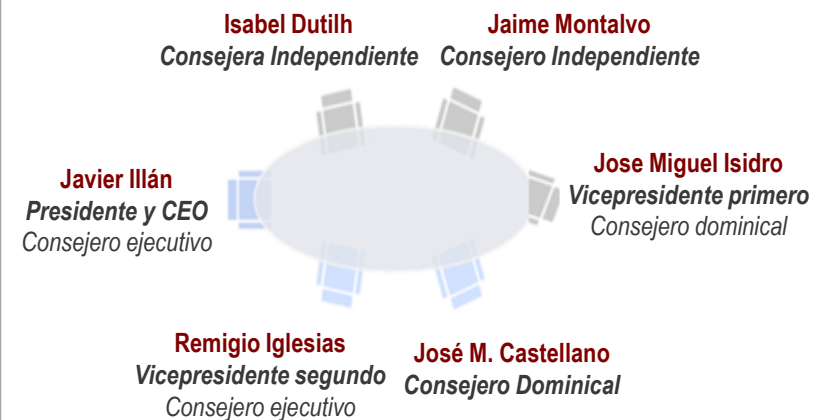 Isabel Dutilh
Consejera Independiente
Jaime Montalvo
Consejero Independiente
Javier Illán
Presidente y CEO
Consejero ejecutivo
Jose Miguel Isidro
Vicepresidente primero
Consejero dominical
Remigio Iglesias
Vicepresidente segundo
Consejero ejecutivo
José M. Castellano
Consejero Dominical